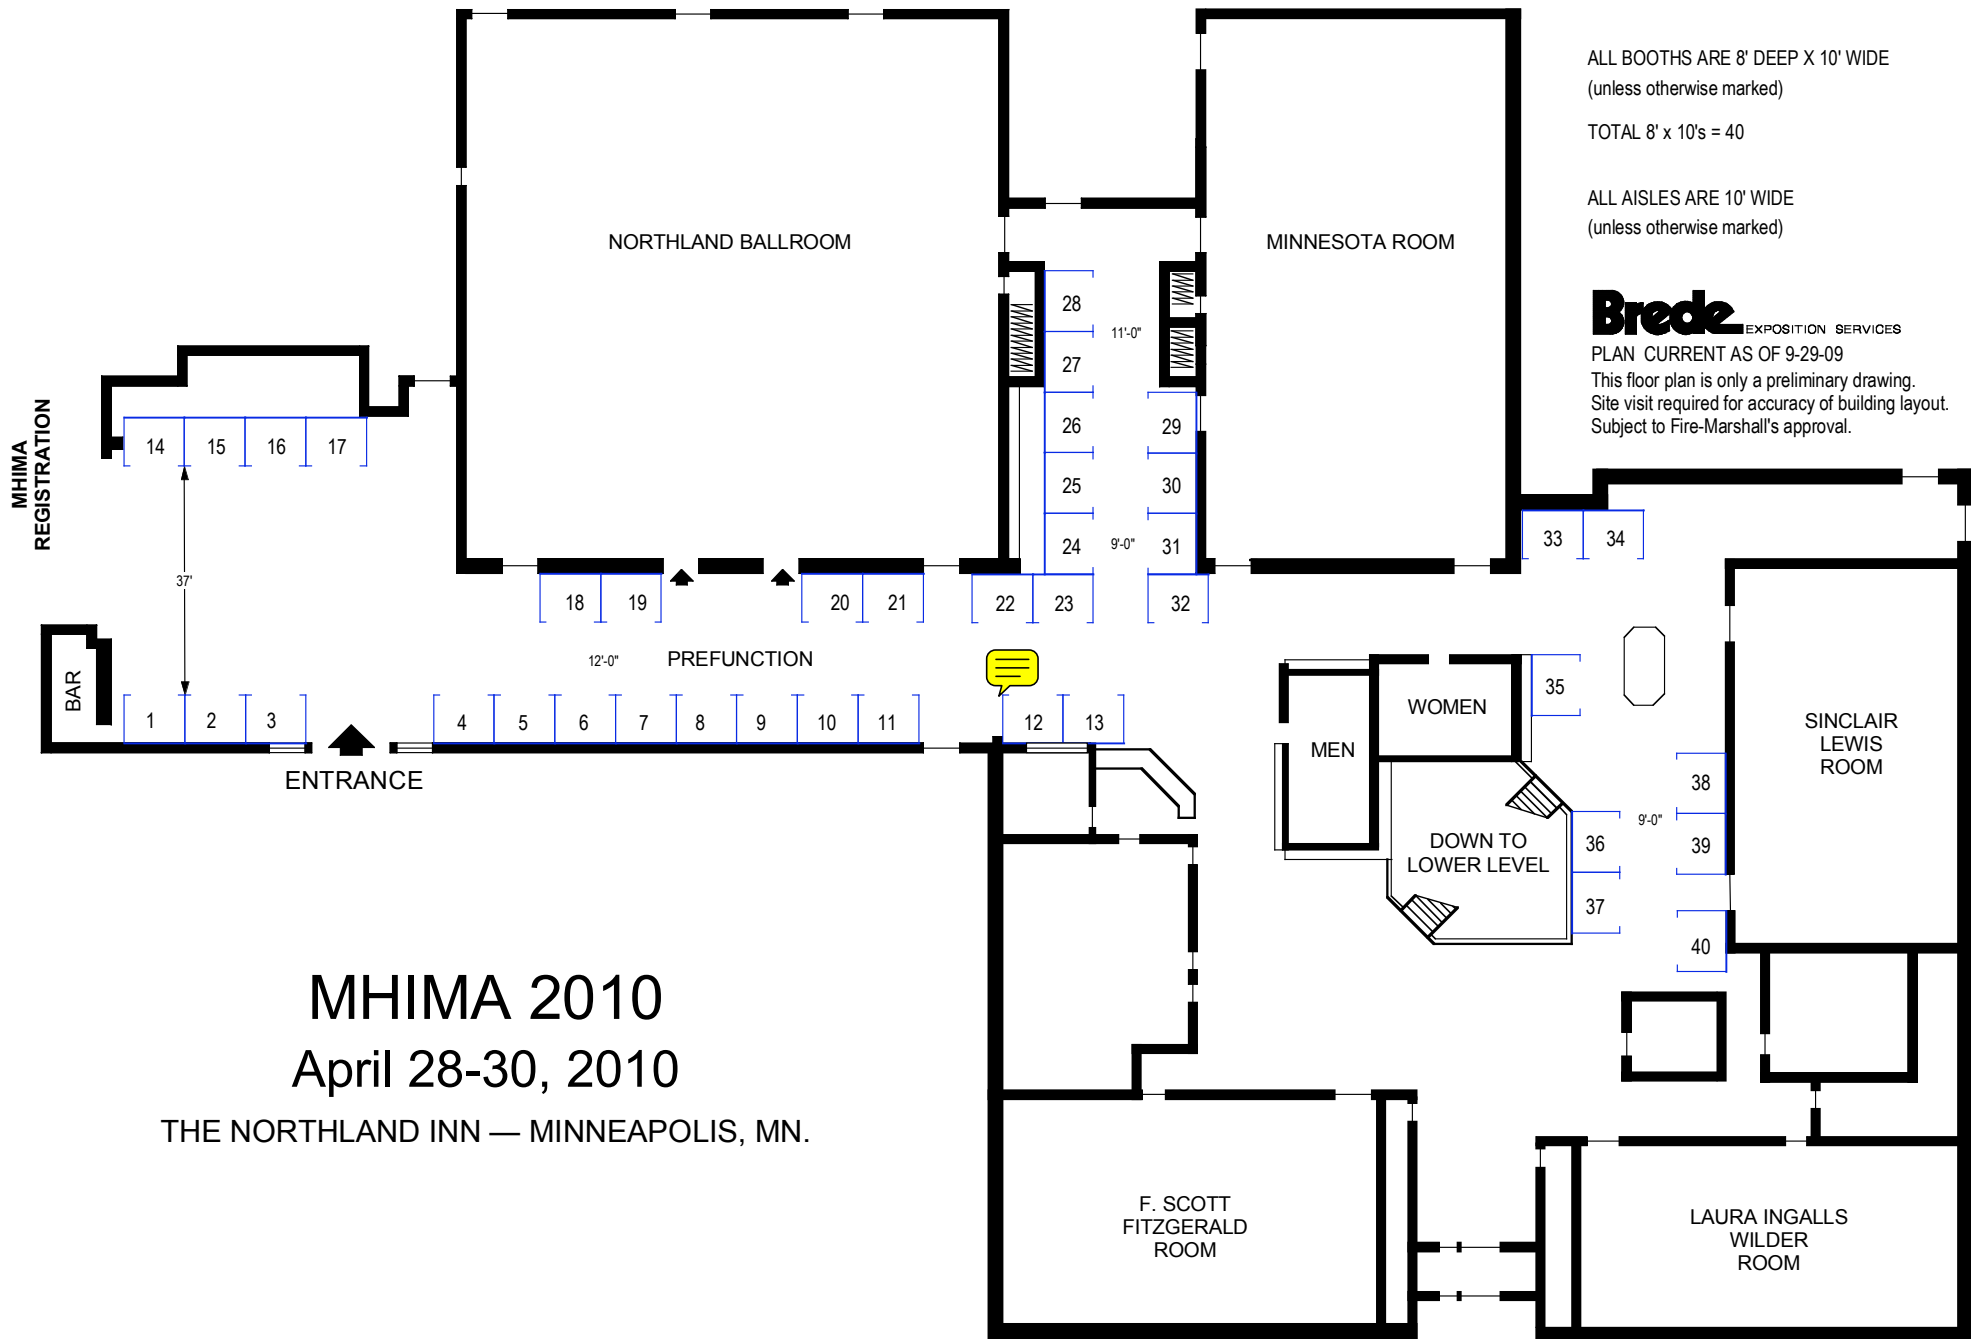 ALL BOOTHS ARE 8' DEEP X 10' WIDE
(unless otherwise marked)
TOTAL 8' x 10's = 40
ALL AISLES ARE 10' WIDE
(unless otherwise marked)
NORTHLAND BALLROOM
MINNESOTA ROOM
Brede EXPOSITION SERVICES
PLAN CURRENT AS OF 9-29-09
This floor plan is only a preliminary drawing.
Site visit required for accuracy of building layout.
Subject to Fire-Marshall's approval.
28
11'-0"
27
26
29
25
30
24
9'-0"
31
MHIMA
REGISTRATION
14 15 16 17
37'
33 34
18 19 20 21 22 23 32
12'-0" PREFUNCTION
BAR
1 2 3 4 5 6 7 8 9 10 11 12 13
ENTRANCE
WOMEN
MEN
35
SINCLAIR
LEWIS
ROOM
38
9'-0"
36
39
37
40
DOWN TO
LOWER LEVEL
MHIMA 2010
April 28-30, 2010
THE NORTHLAND INN — MINNEAPOLIS, MN.
F. SCOTT
FITZGERALD
ROOM
LAURA INGALLS
WILDER
ROOM